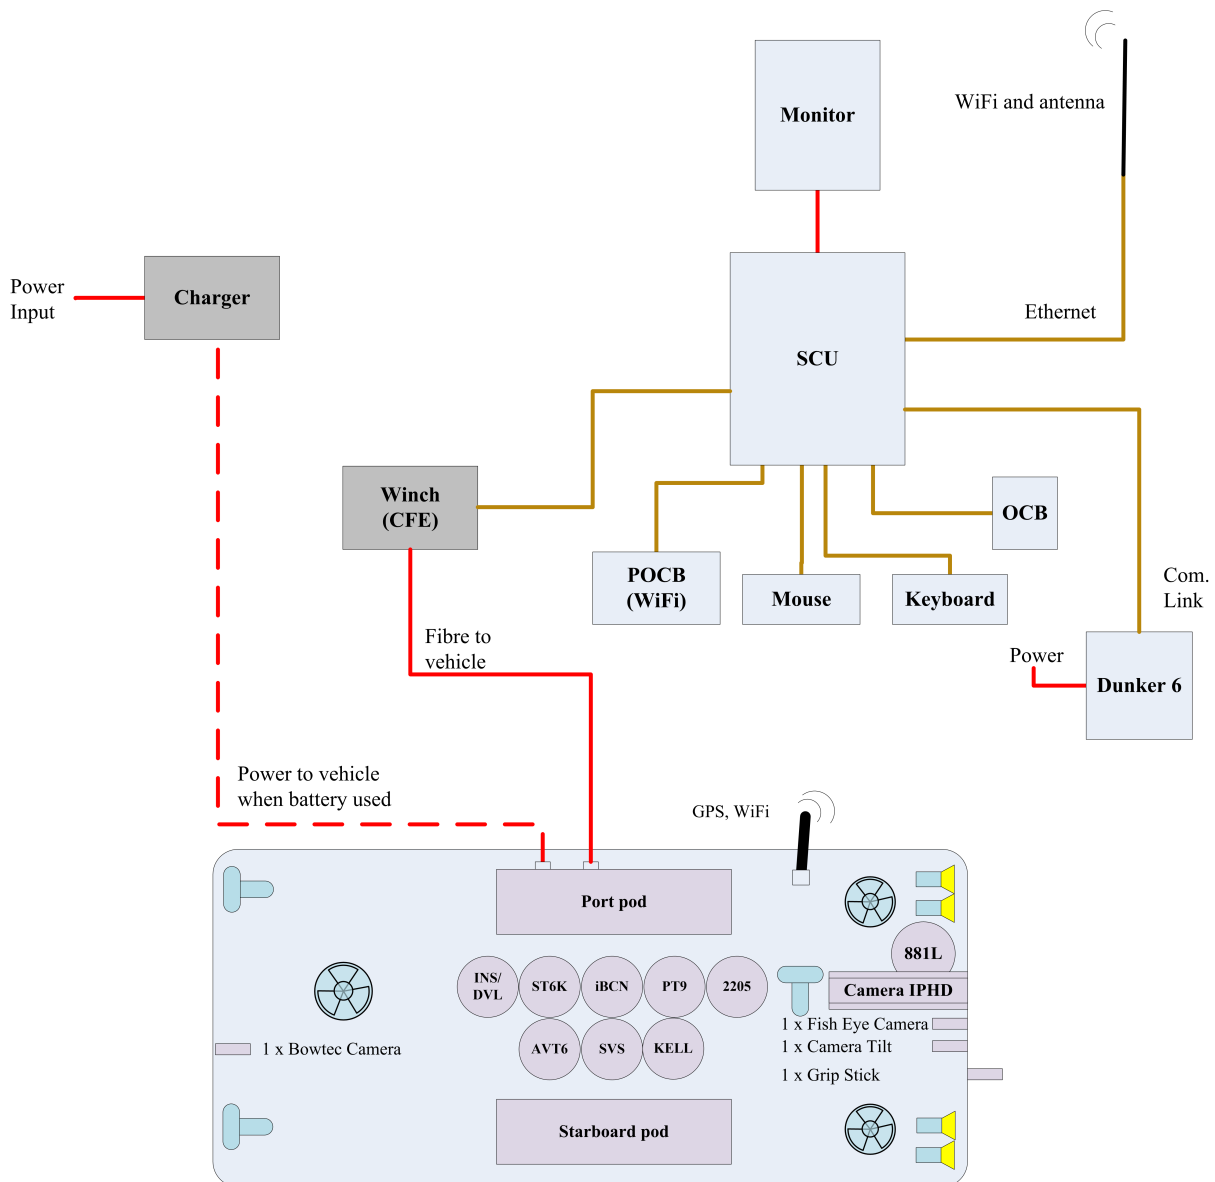 Monitor
WiFi and antenna
Power
Input
Charger
Ethernet
SCU
Winch
(CFE)
OCB
POCB
(WiFi)
Mouse
Keyboard
Com.
Link
Fibre to
vehicle
Power
Dunker 6
Power to vehicle
when battery used
GPS, WiFi
Port pod
881L
INS/
DVL
ST6K
iBCN
PT9
2205
Camera IPHD
1 x Fish Eye Camera
1 x Bowtec Camera
AVT6
SVS
KELL
1 x Camera Tilt
1 x Grip Stick
Starboard pod